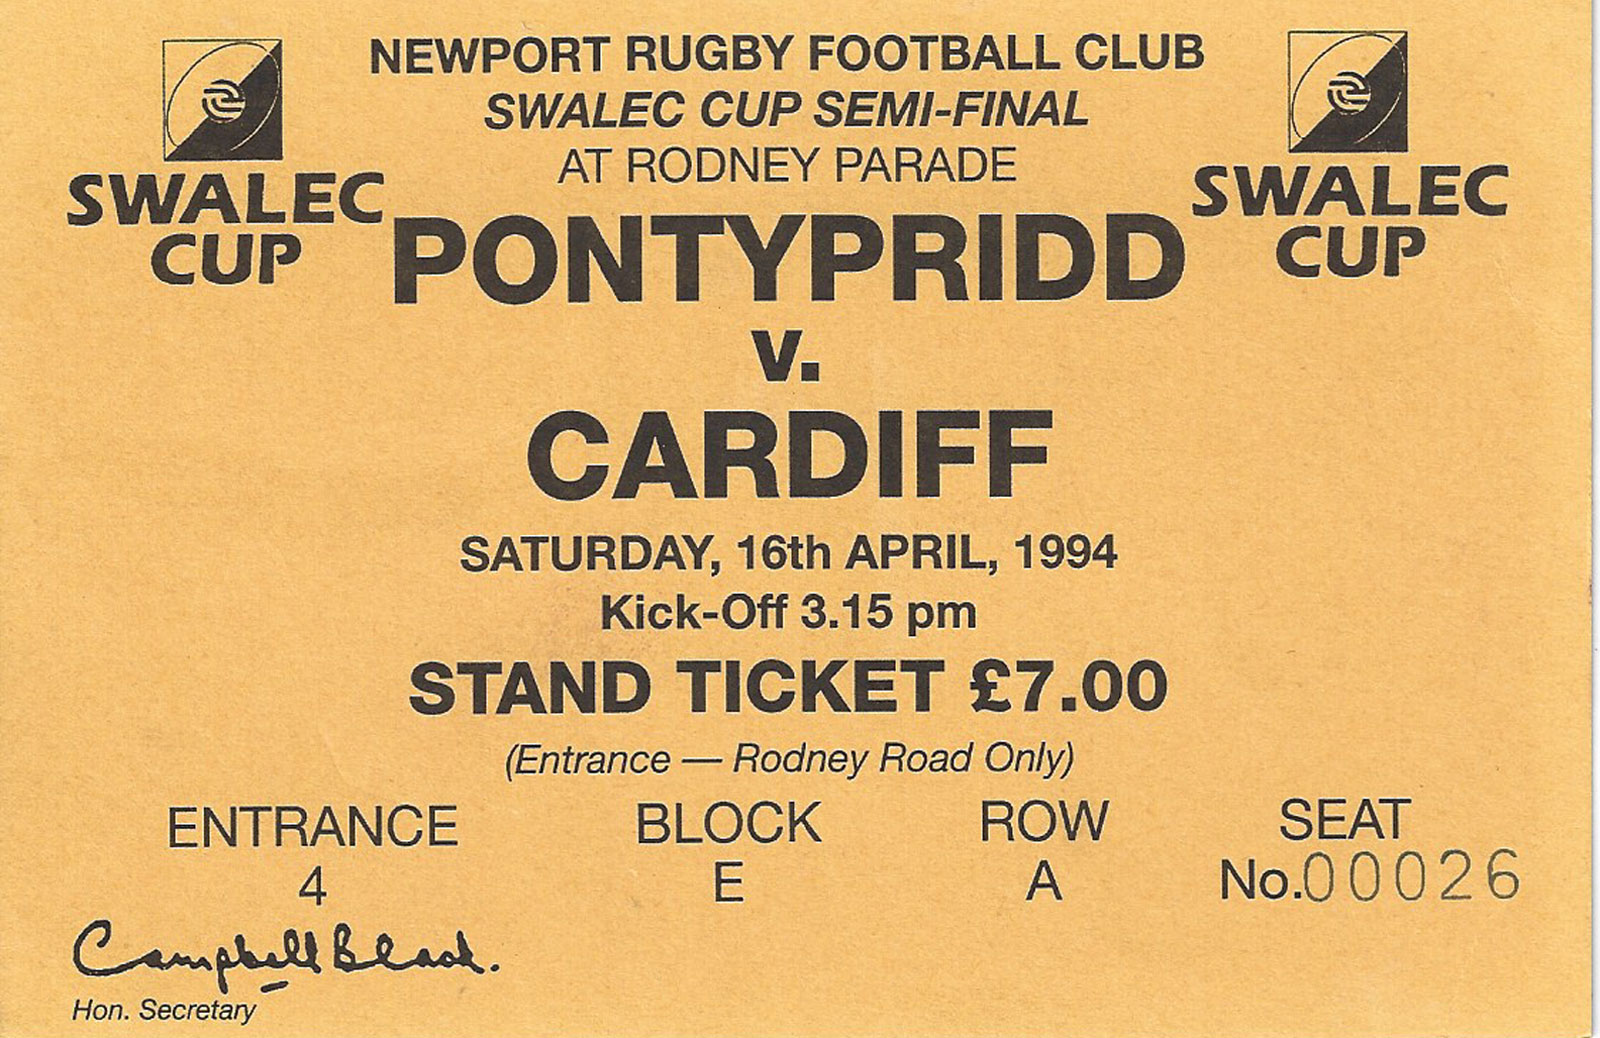 NEWPORT RUGBY FOOTBALL CLUB
SWALEC CUP SEMI-FINAL
AT RODNEY PARADE
SWALEC
CUP
SWALEC
CUP
PONTYPRIDD
v.
CARDIFF
SATURDAY, 16th APRIL, 1994
Kick-Off 3.15 pm
STAND TICKET £7.00
(Entrance — Rodney Road Only)
ENTRANCE BLOCK ROW SEAT
4 E A No.00026
Campbell Black.
Hon. Secretary